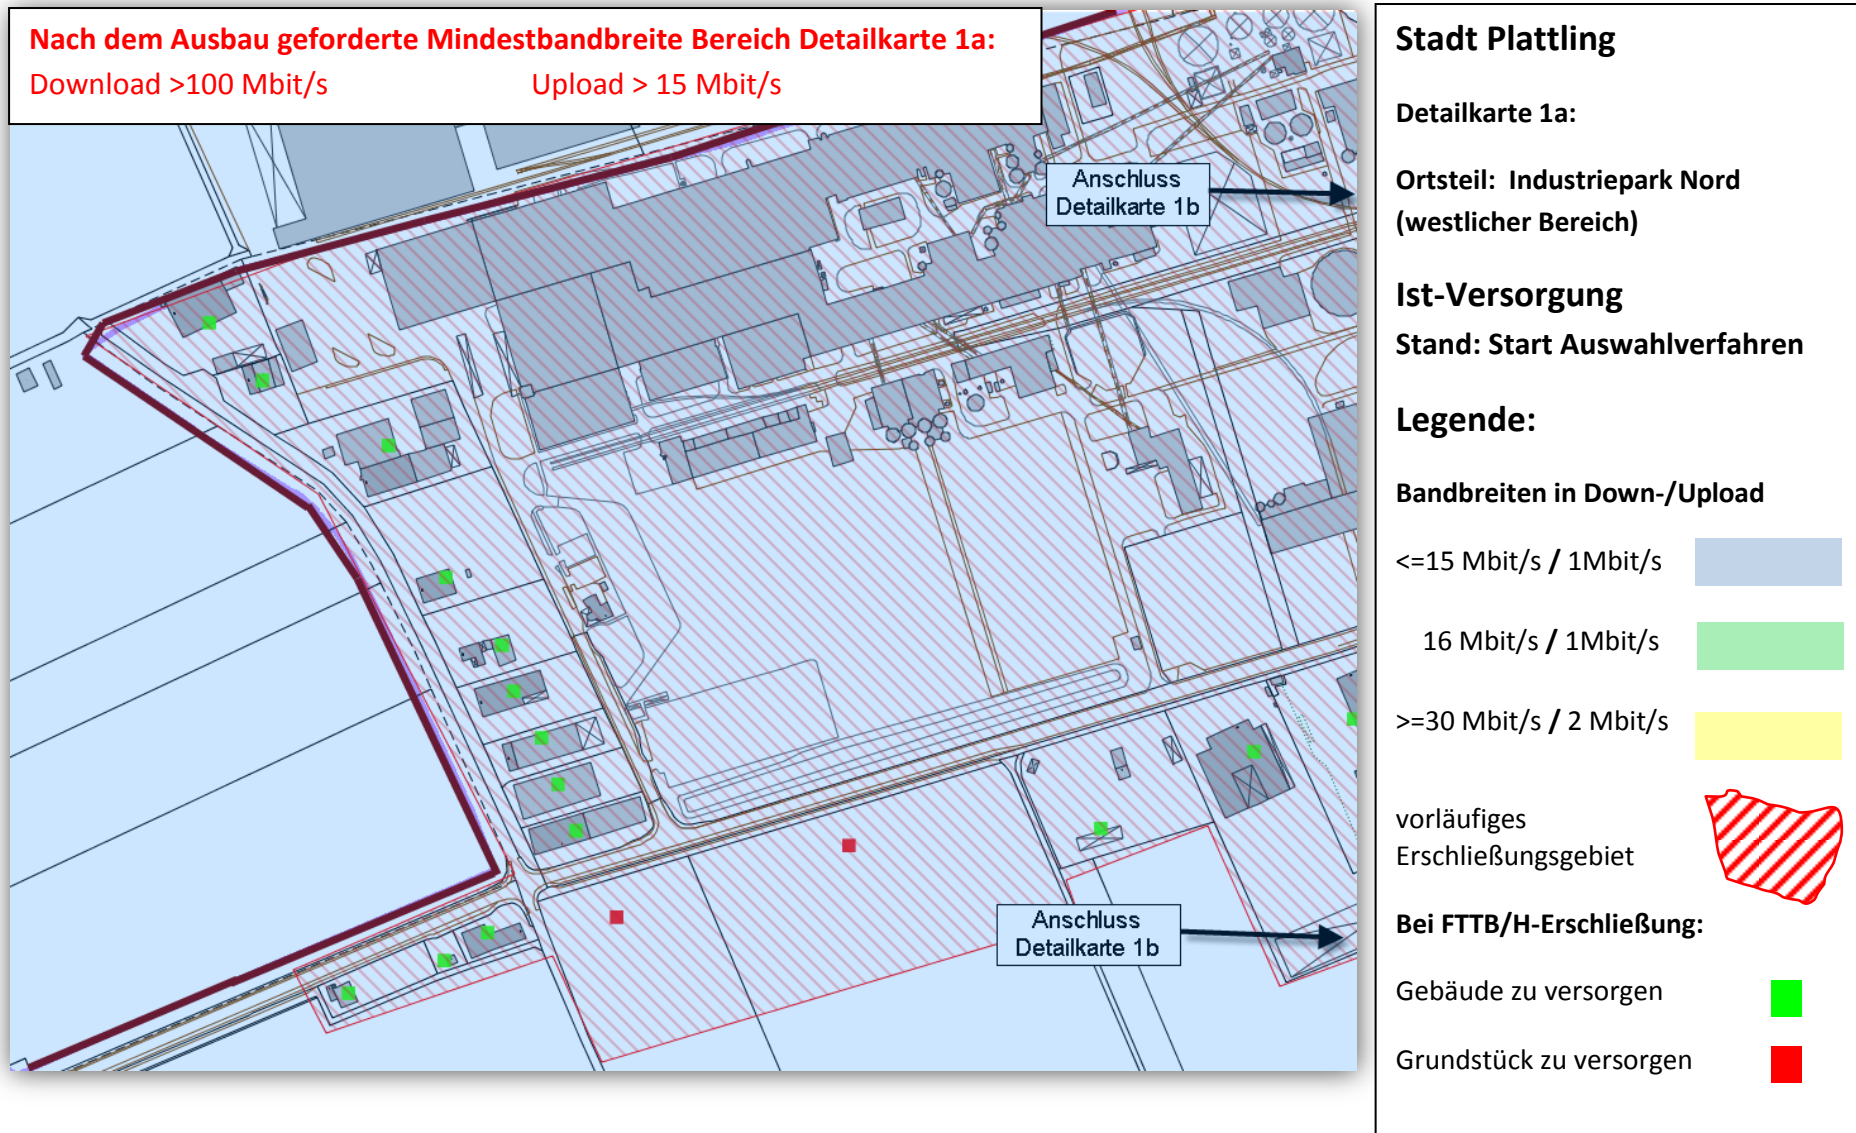 Nach dem Ausbau geforderte Mindestbandbreite Bereich Detailkarte 1a:
Download >100 Mbit/s Upload > 15 Mbit/s
Anschluss
Detailkarte 1b
Anschluss
Detailkarte 1b
Stadt Plattling
Detailkarte 1a:
Ortsteil: Industriepark Nord
(westlicher Bereich)
Ist-Versorgung
Stand: Start Auswahlverfahren
Legende:
Bandbreiten in Down-/Upload
<=15 Mbit/s / 1Mbit/s
16 Mbit/s / 1Mbit/s
>=30 Mbit/s / 2 Mbit/s
vorläufiges
Erschließungsgebiet
Bei FTTB/H-Erschließung:
Gebäude zu versorgen
Grundstück zu versorgen